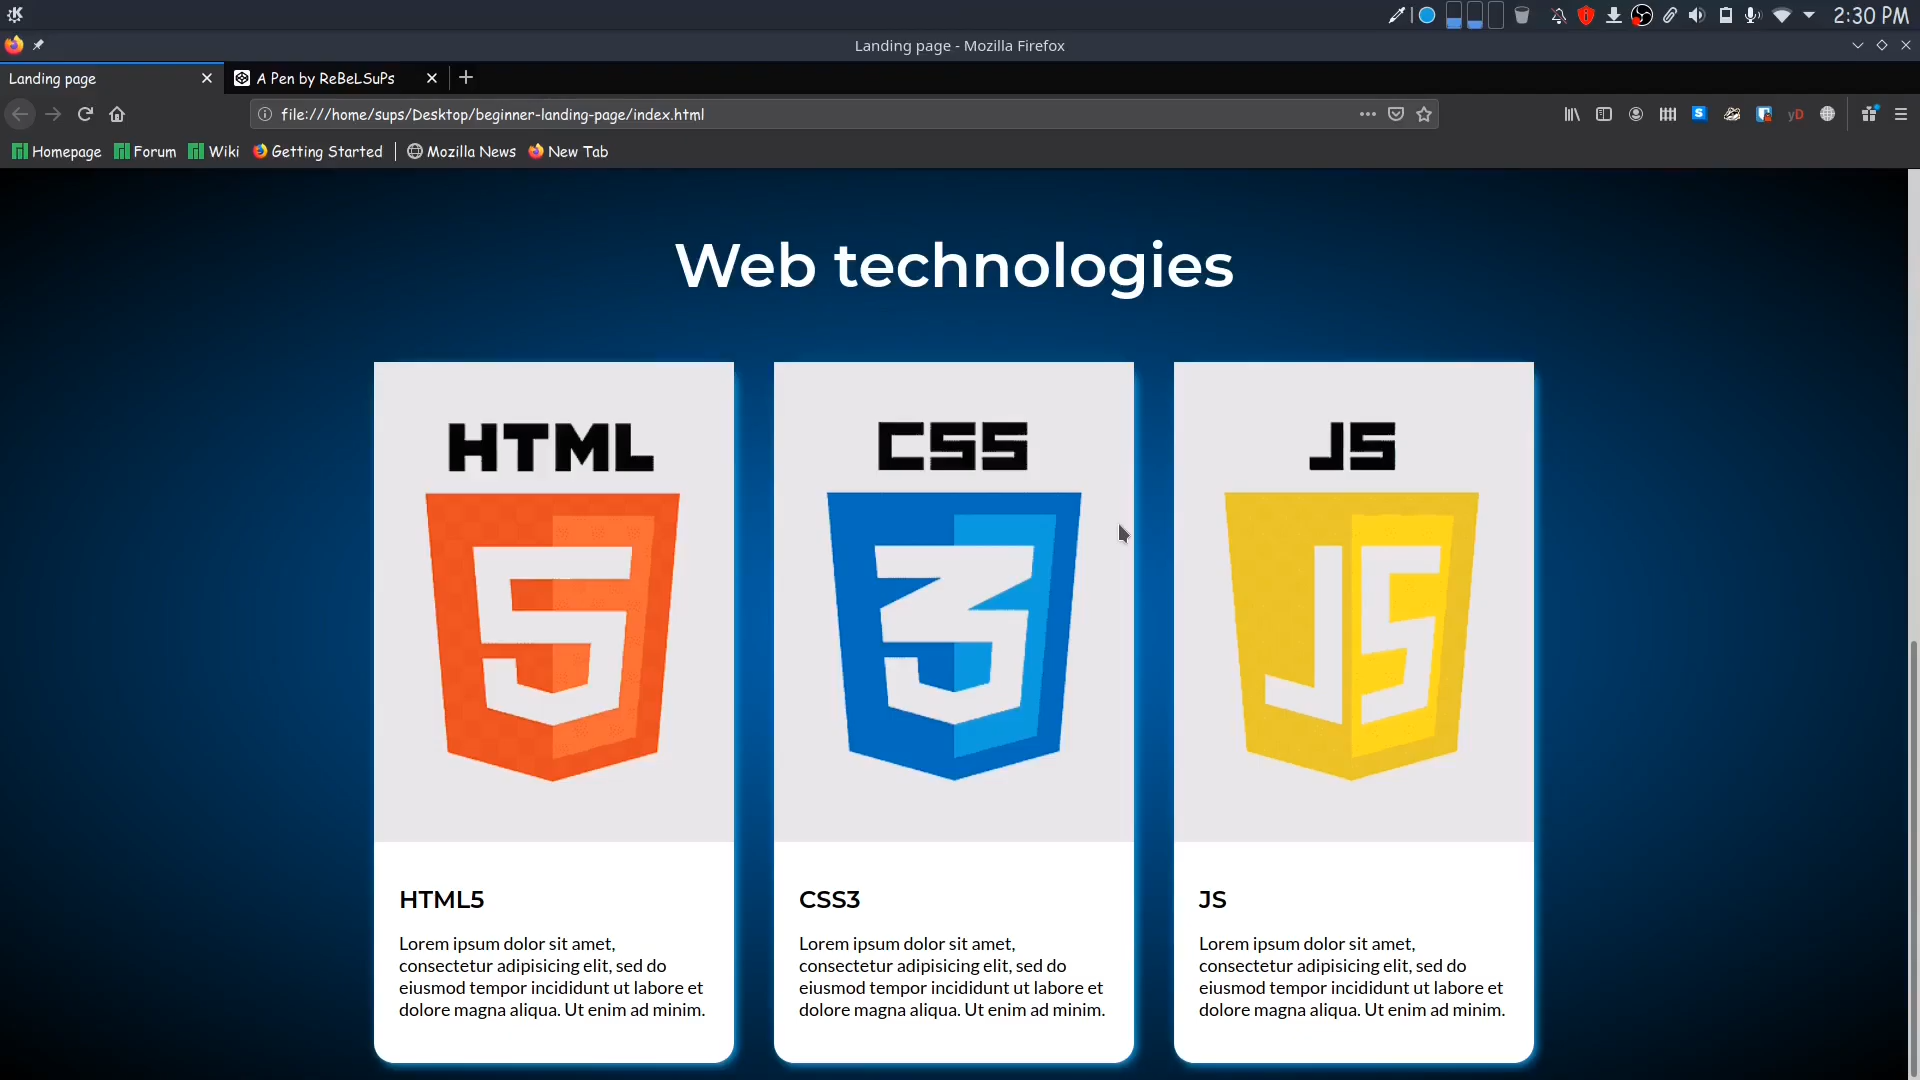 2:30 PM
Landing page - Mozilla Firefox
Landing page
A Pen by ReBeLSuPs
file:///home/sups/Desktop/beginner-landing-page/index.html
S
yD
Homepage
Forum
Wiki
Getting Started
Mozilla News
New Tab
Web technologies
HTML
5
CSS
3
JS
JS
HTML5
Lorem ipsum dolor sit amet,
consectetur adipisicing elit, sed do
eiusmod tempor incididunt ut labore et
dolore magna aliqua. Ut enim ad minim.
CSS3
Lorem ipsum dolor sit amet,
consectetur adipisicing elit, sed do
eiusmod tempor incididunt ut labore et
dolore magna aliqua. Ut enim ad minim.
JS
Lorem ipsum dolor sit amet,
consectetur adipisicing elit, sed do
eiusmod tempor incididunt ut labore et
dolore magna aliqua. Ut enim ad minim.